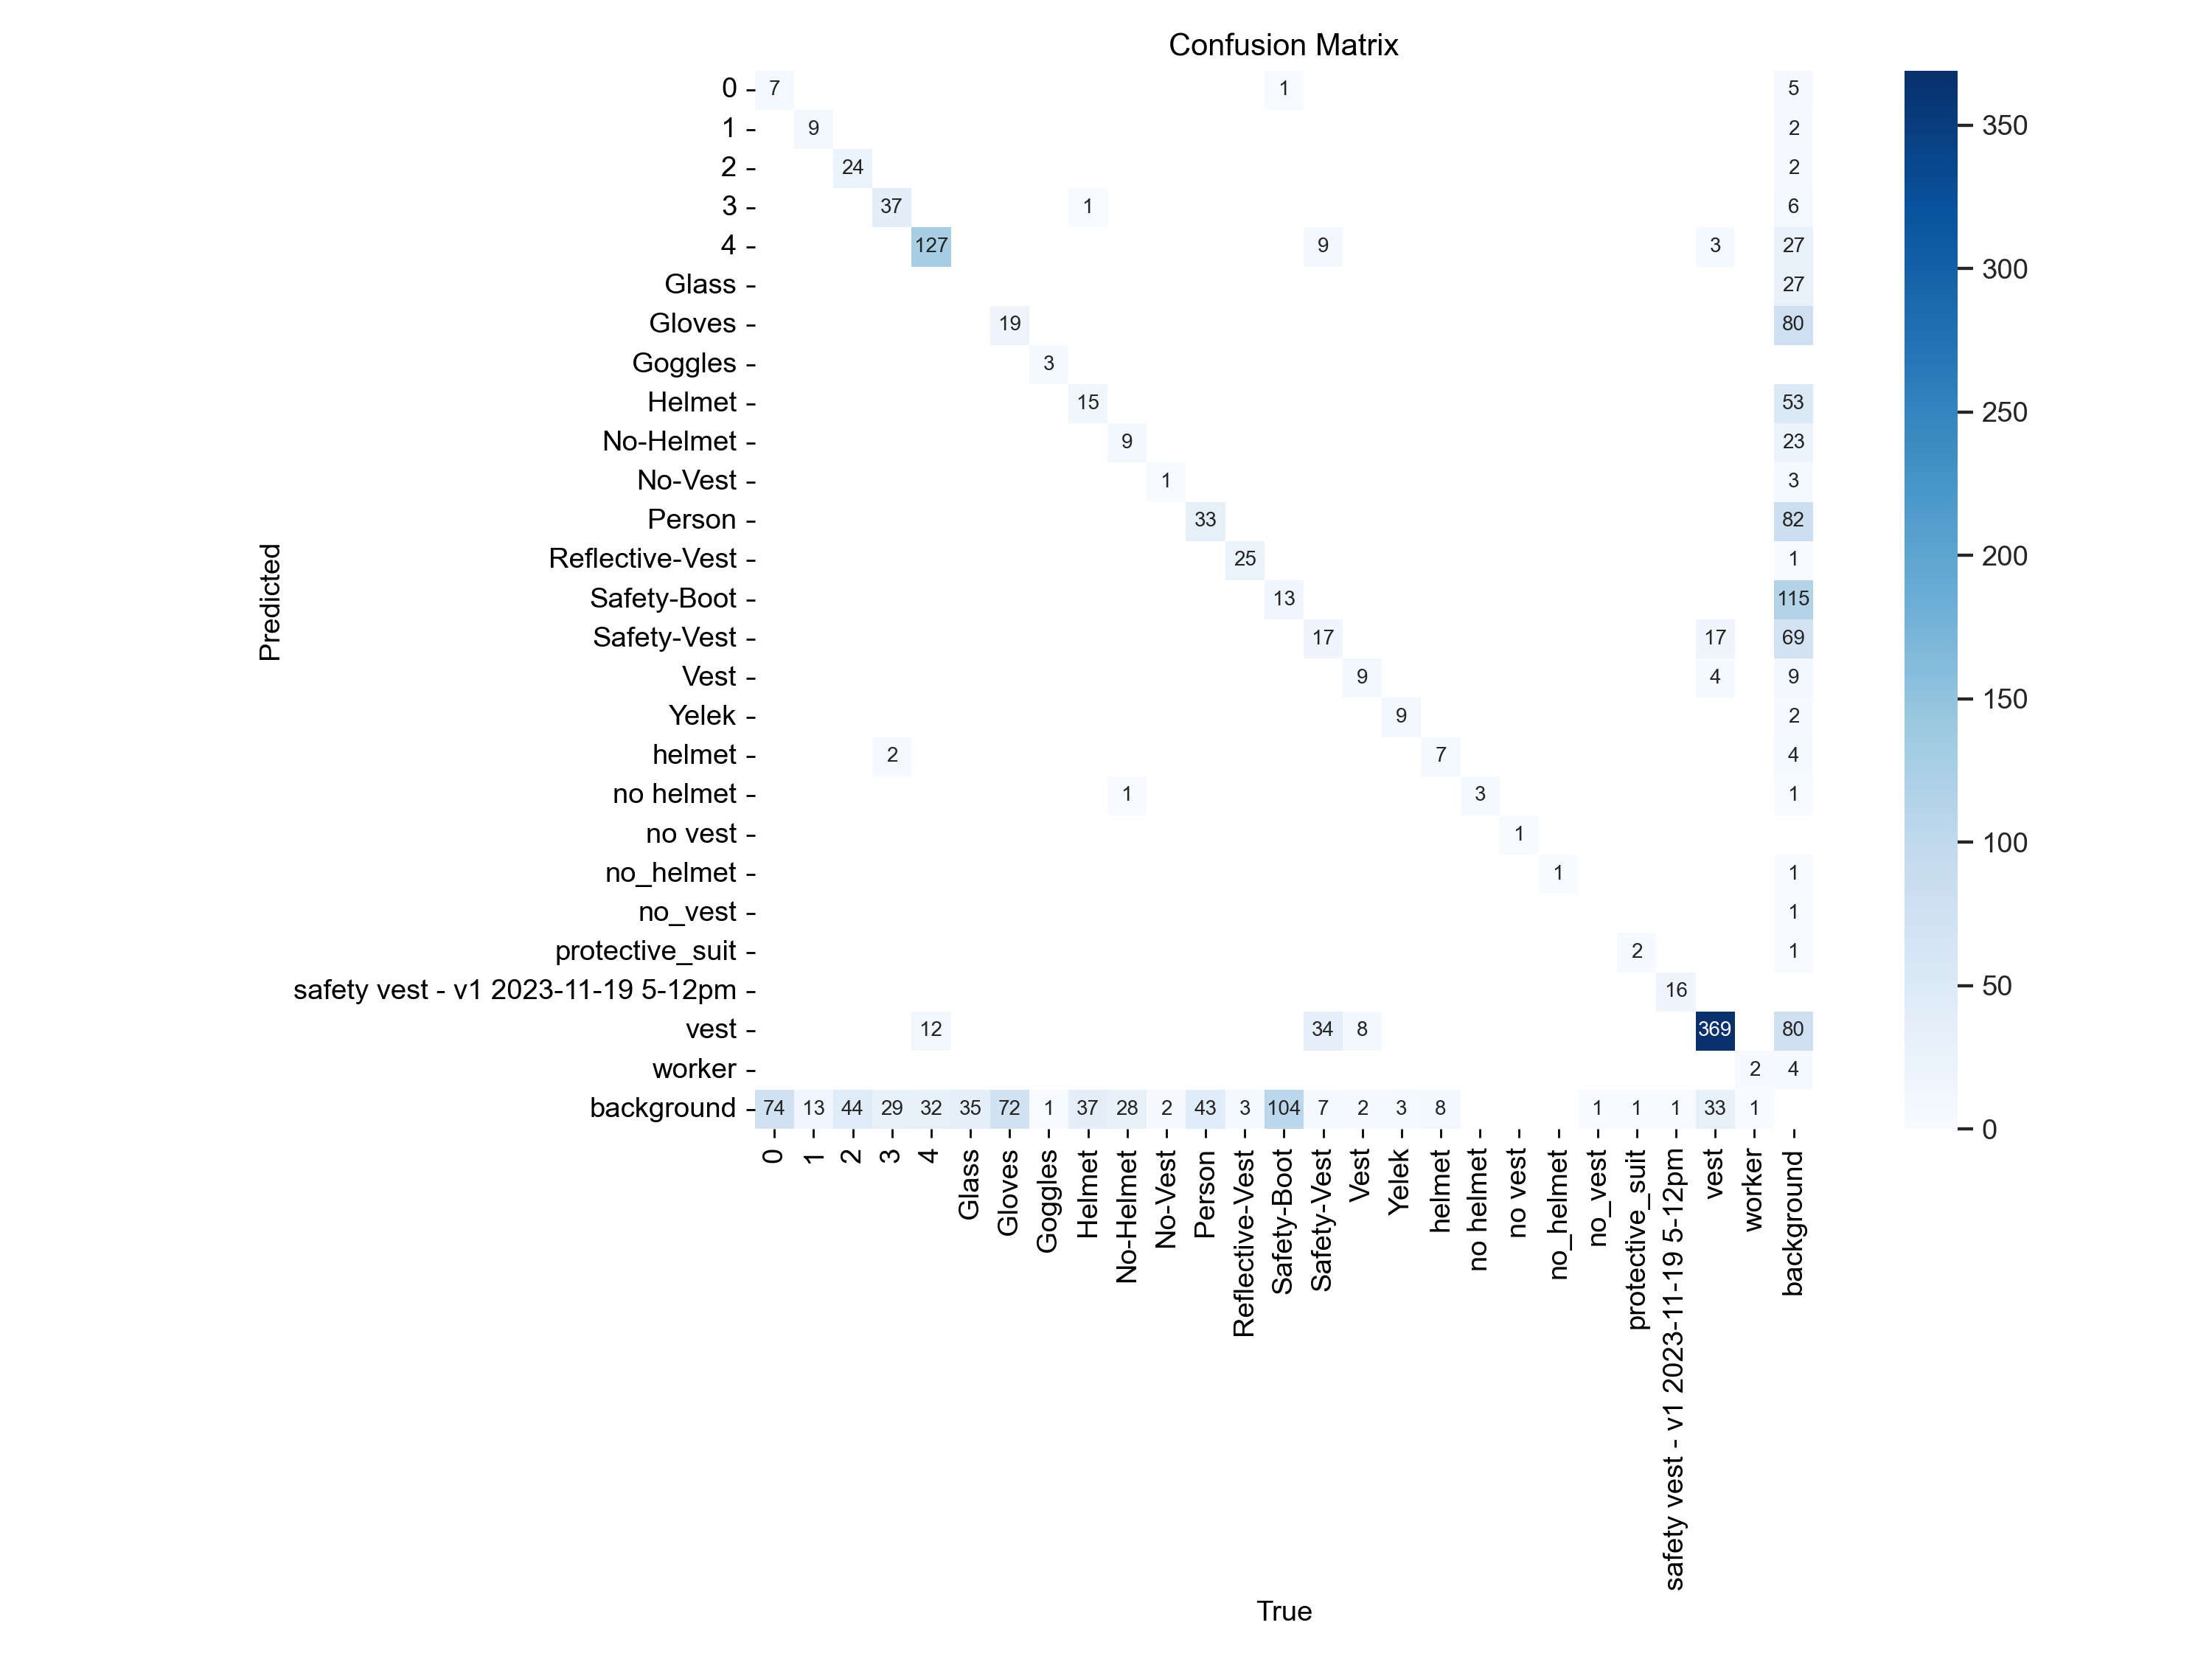 Confusion Matrix
Predicted
0 7 1 5
1 9 2
2 24 2
3 37 1 6
4 127 9 3 27
Glass 27
Gloves 19 80
Goggles 3
Helmet 15 53
No-Helmet 9 23
No-Vest 1 3
Person 33 82
Reflective-Vest 25 1
Safety-Boot 13 115
Safety-Vest 17 17 69
Vest 9 4 9
Yelek 9 2
helmet 2 7 4
no helmet 1 3 1
no vest 1
no_helmet 1 1
no_vest 1
protective_suit 2 1
safety vest - v1 2023-11-19 5-12pm 16
vest 12 34 8 369 80
worker 2 4
background 74 13 44 29 32 35 72 1 37 28 2 43 3 104 7 2 3 8 1 1 1 33 1
0
1
2
3
4
Glass
Gloves
Goggles
Helmet
No-Helmet
No-Vest
Person
Reflective-Vest
Safety-Boot
Safety-Vest
Vest
Yelek
helmet
no helmet
no vest
no_helmet
no_vest
protective_suit
safety vest - v1 2023-11-19 5-12pm
vest
worker
background
True
350
300
250
200
150
100
50
0